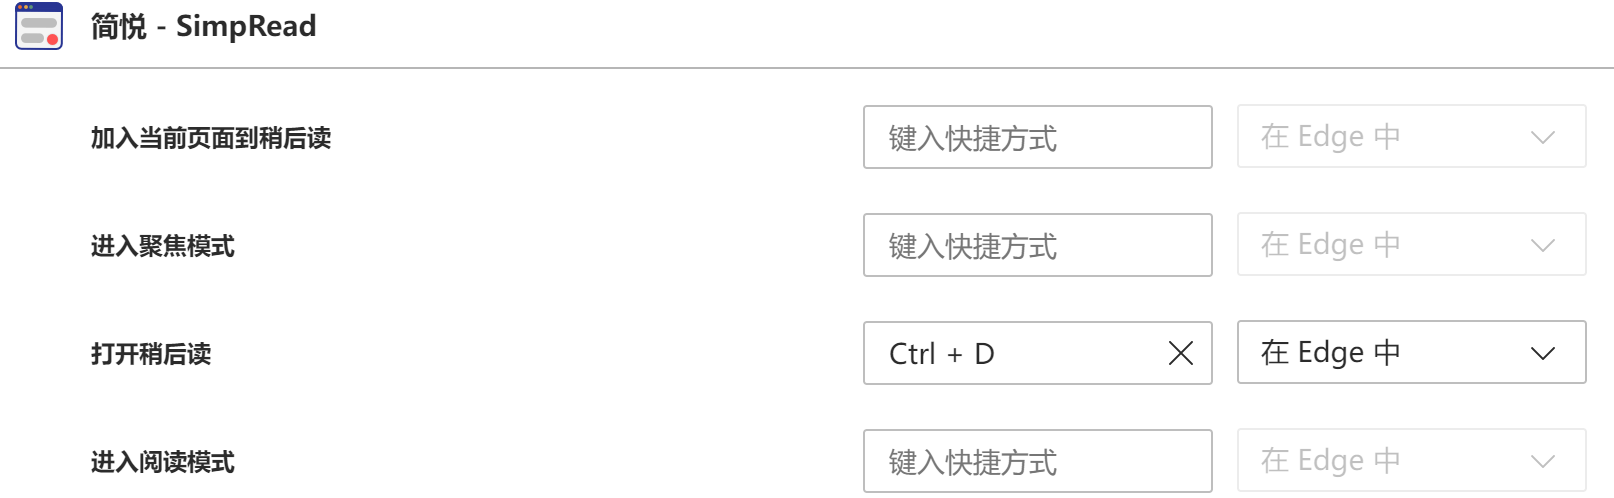 简悦 - SimpRead
加入当前页面到稍后读 键入快捷方式 在 Edge 中
进入聚焦模式 键入快捷方式 在 Edge 中
打开稍后读 Ctrl + D 在 Edge 中
进入阅读模式 键入快捷方式 在 Edge 中